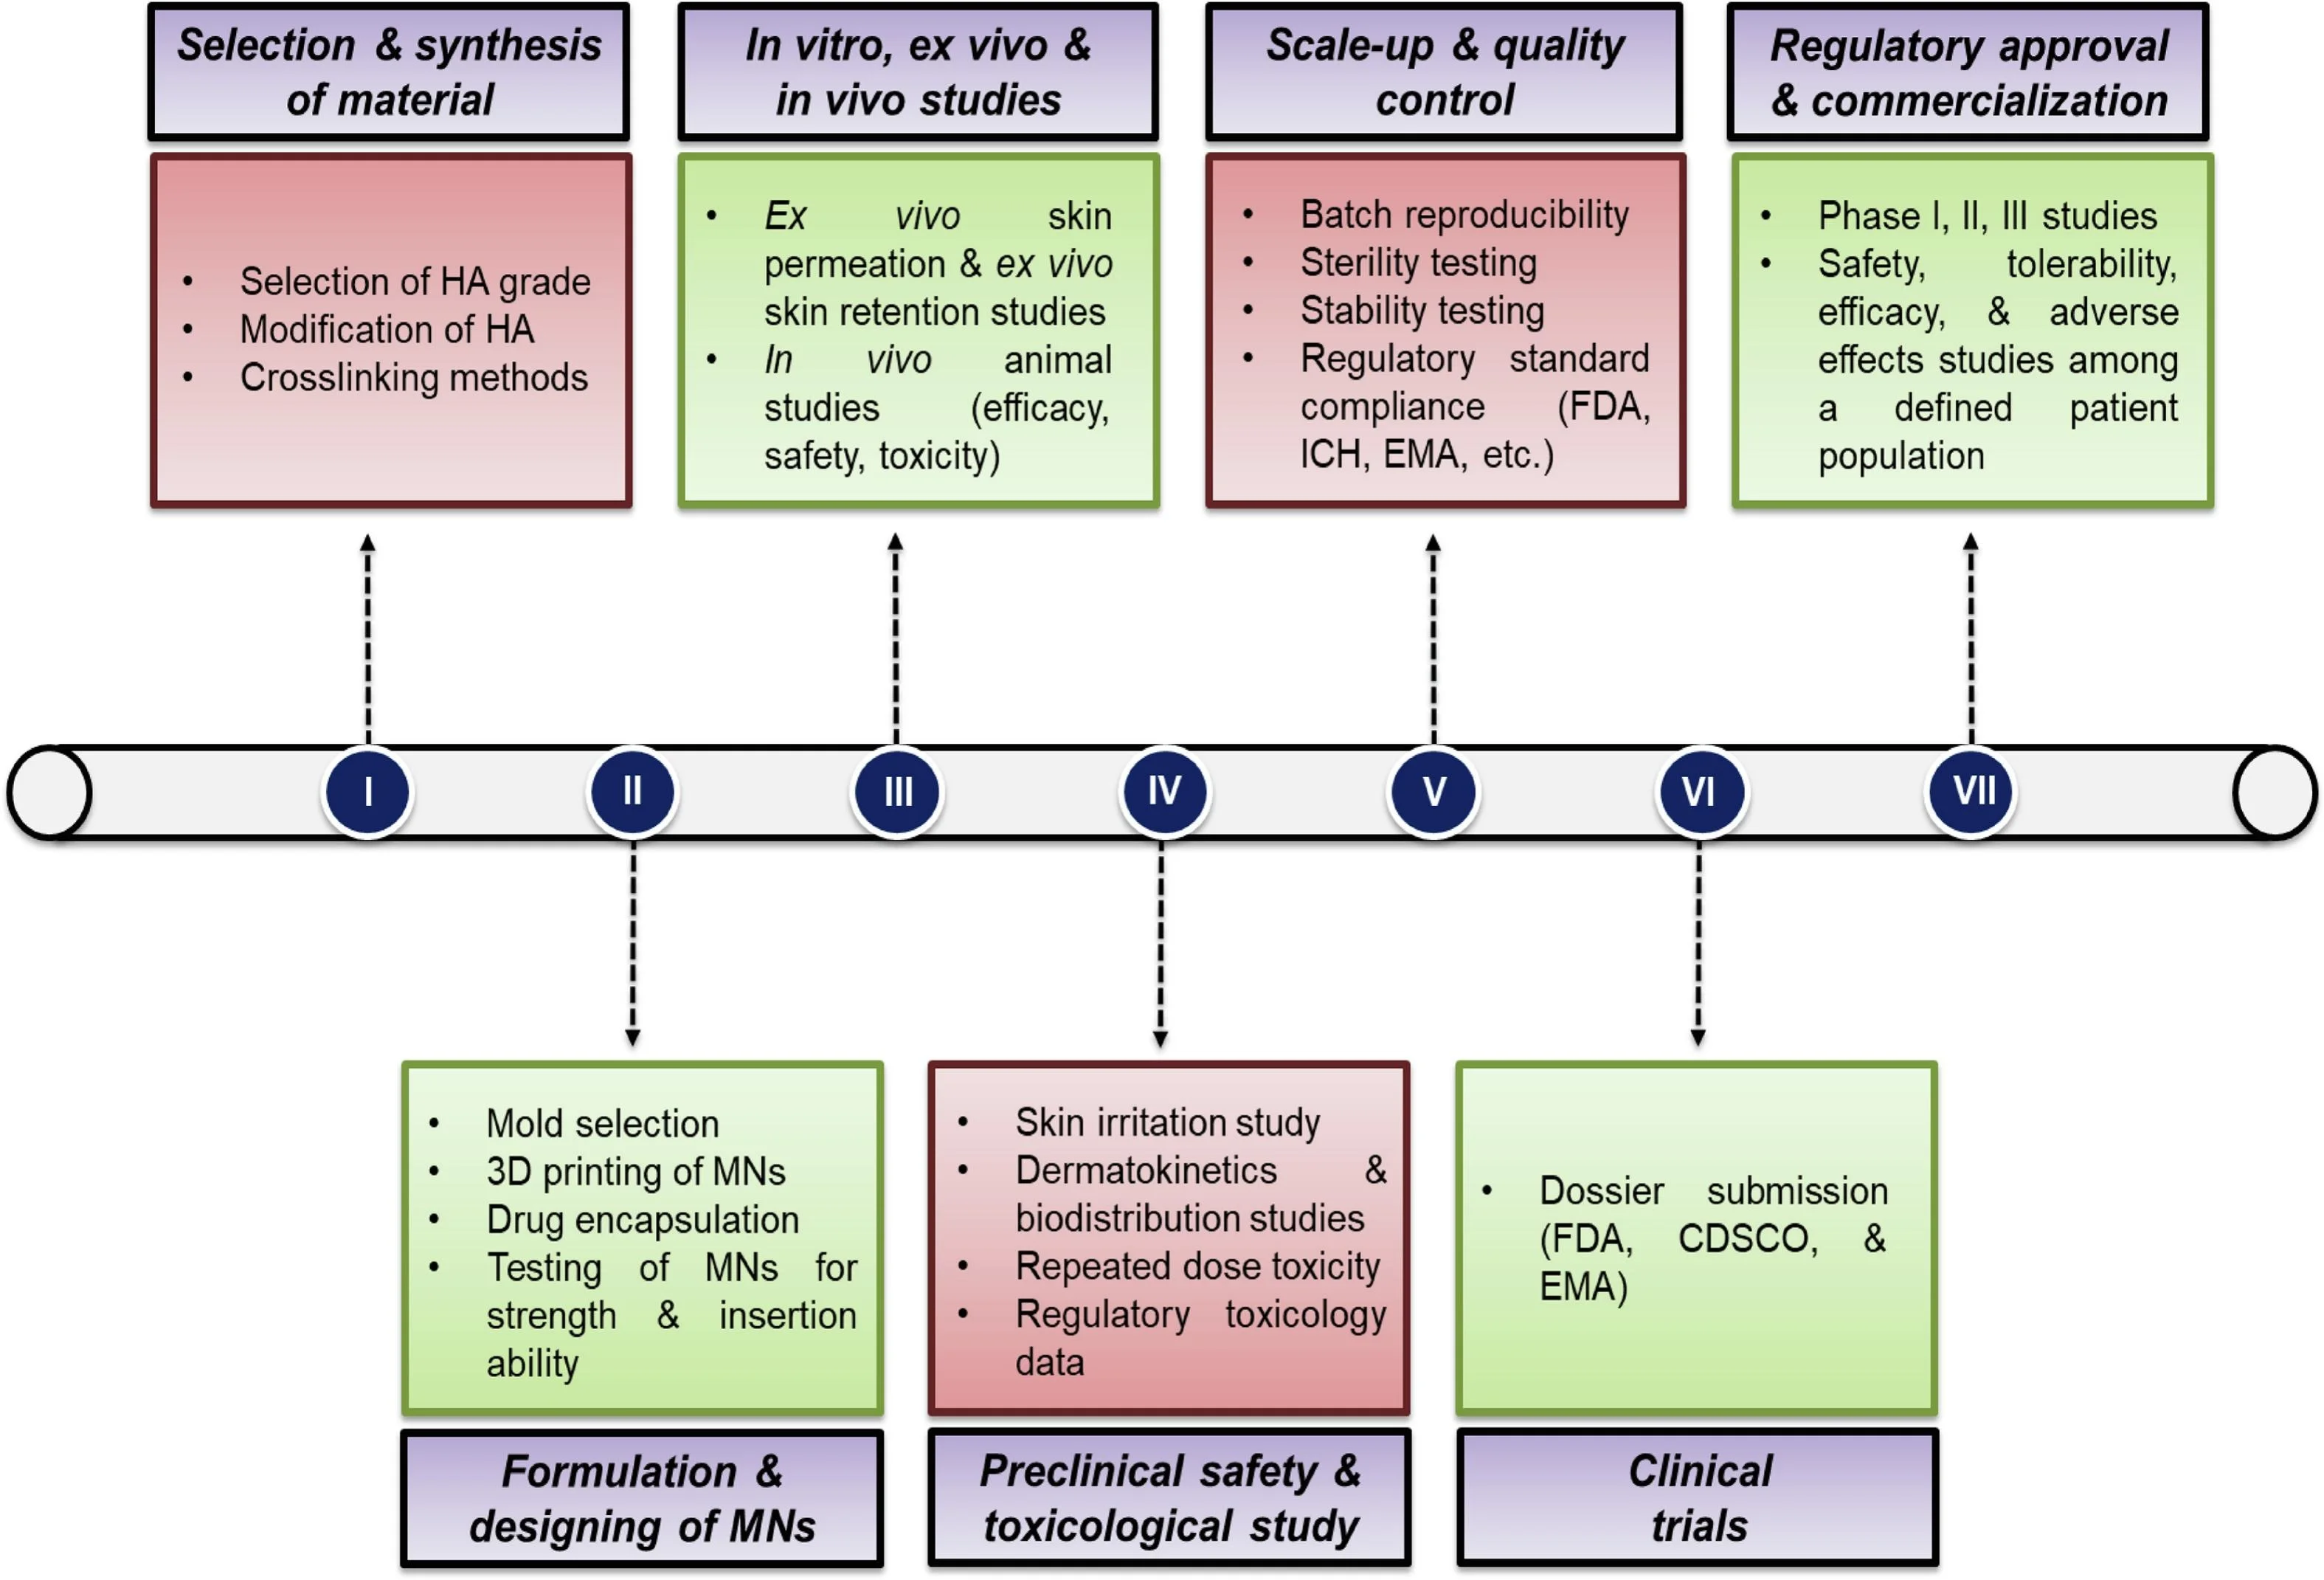 Selection & synthesis
of material
In vitro, ex vivo &
in vivo studies
Scale-up & quality
control
Regulatory approval
& commercialization
• Selection of HA grade
• Modification of HA
• Crosslinking methods
• Ex vivo skin
permeation & ex vivo
skin retention studies
• In vivo animal
studies (efficacy,
safety, toxicity)
• Batch reproducibility
• Sterility testing
• Stability testing
• Regulatory standard
compliance (FDA,
ICH, EMA, etc.)
• Phase I, II, III studies
• Safety, tolerability,
efficacy, & adverse
effects studies among
a defined patient
population
I
II
III
IV
V
VI
VII
• Mold selection
• 3D printing of MNs
• Drug encapsulation
• Testing of MNs for
strength & insertion
ability
• Skin irritation study
• Dermatokinetics &
biodistribution studies
• Repeated dose toxicity
• Regulatory toxicology
data
• Dossier submission
(FDA, CDSCO, &
EMA)
Formulation &
designing of MNs
Preclinical safety &
toxicological study
Clinical
trials